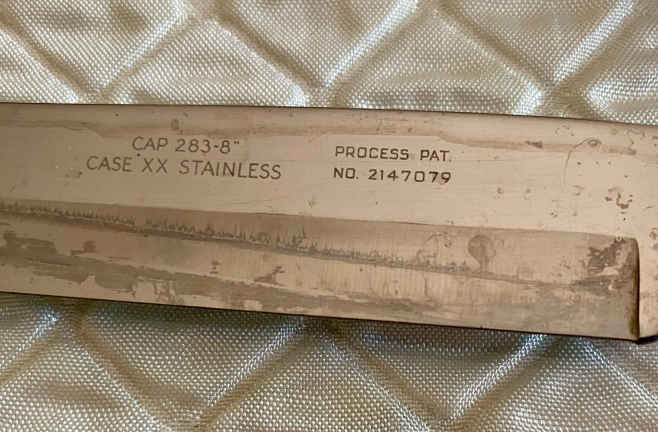 CAP 283-8"
CASE XX STAINLESS
PROCESS PAT.
NO. 2147079